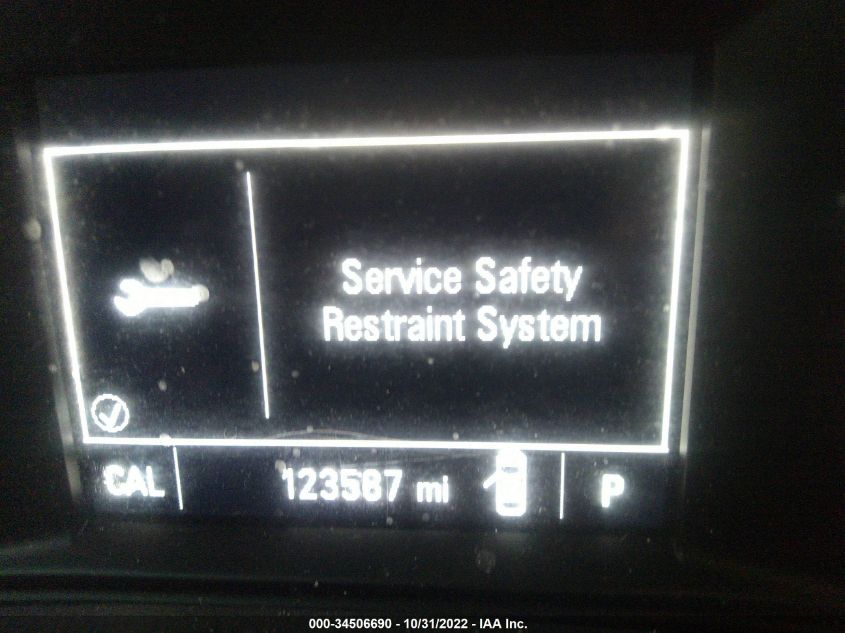 Service Safety
Restraint System
CAL 123587 mi P
000-34506690 - 10/31/2022 - IAA Inc.